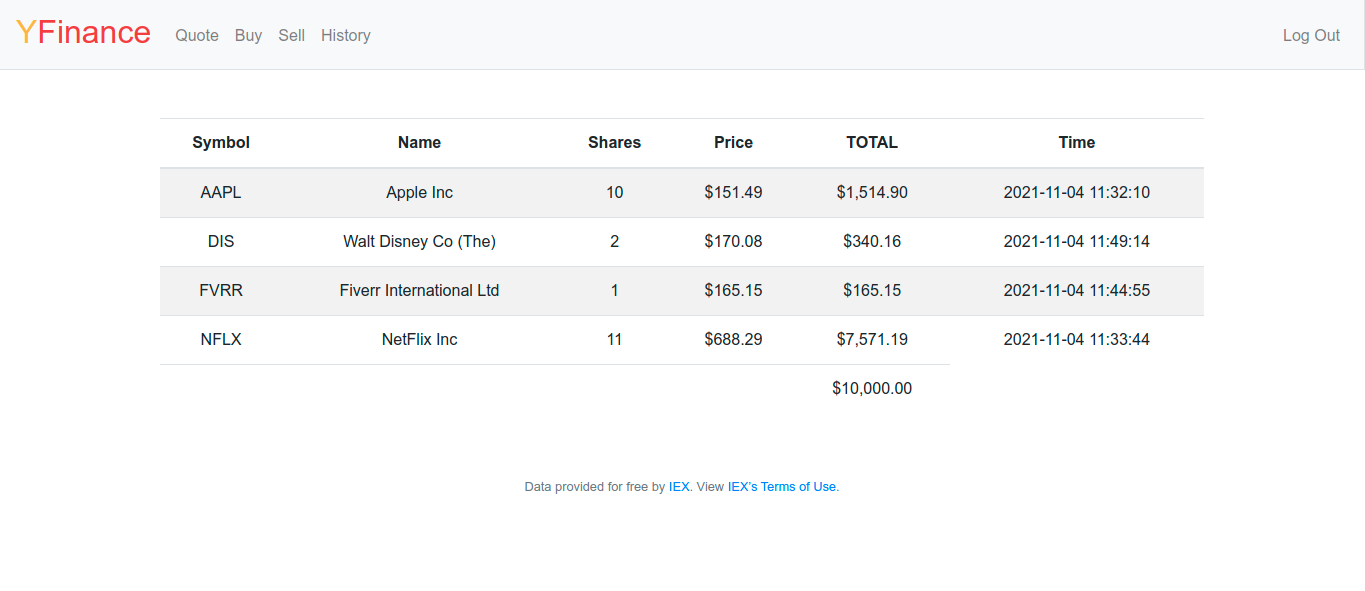 YFinance Quote Buy Sell History Log Out
Symbol Name Shares Price TOTAL Time
AAPL Apple Inc 10 $151.49 $1,514.90 2021-11-04 11:32:10
DIS Walt Disney Co (The) 2 $170.08 $340.16 2021-11-04 11:49:14
FVRR Fiverr International Ltd 1 $165.15 $165.15 2021-11-04 11:44:55
NFLX NetFlix Inc 11 $688.29 $7,571.19 2021-11-04 11:33:44
$10,000.00
Data provided for free by IEX. View IEX's Terms of Use.